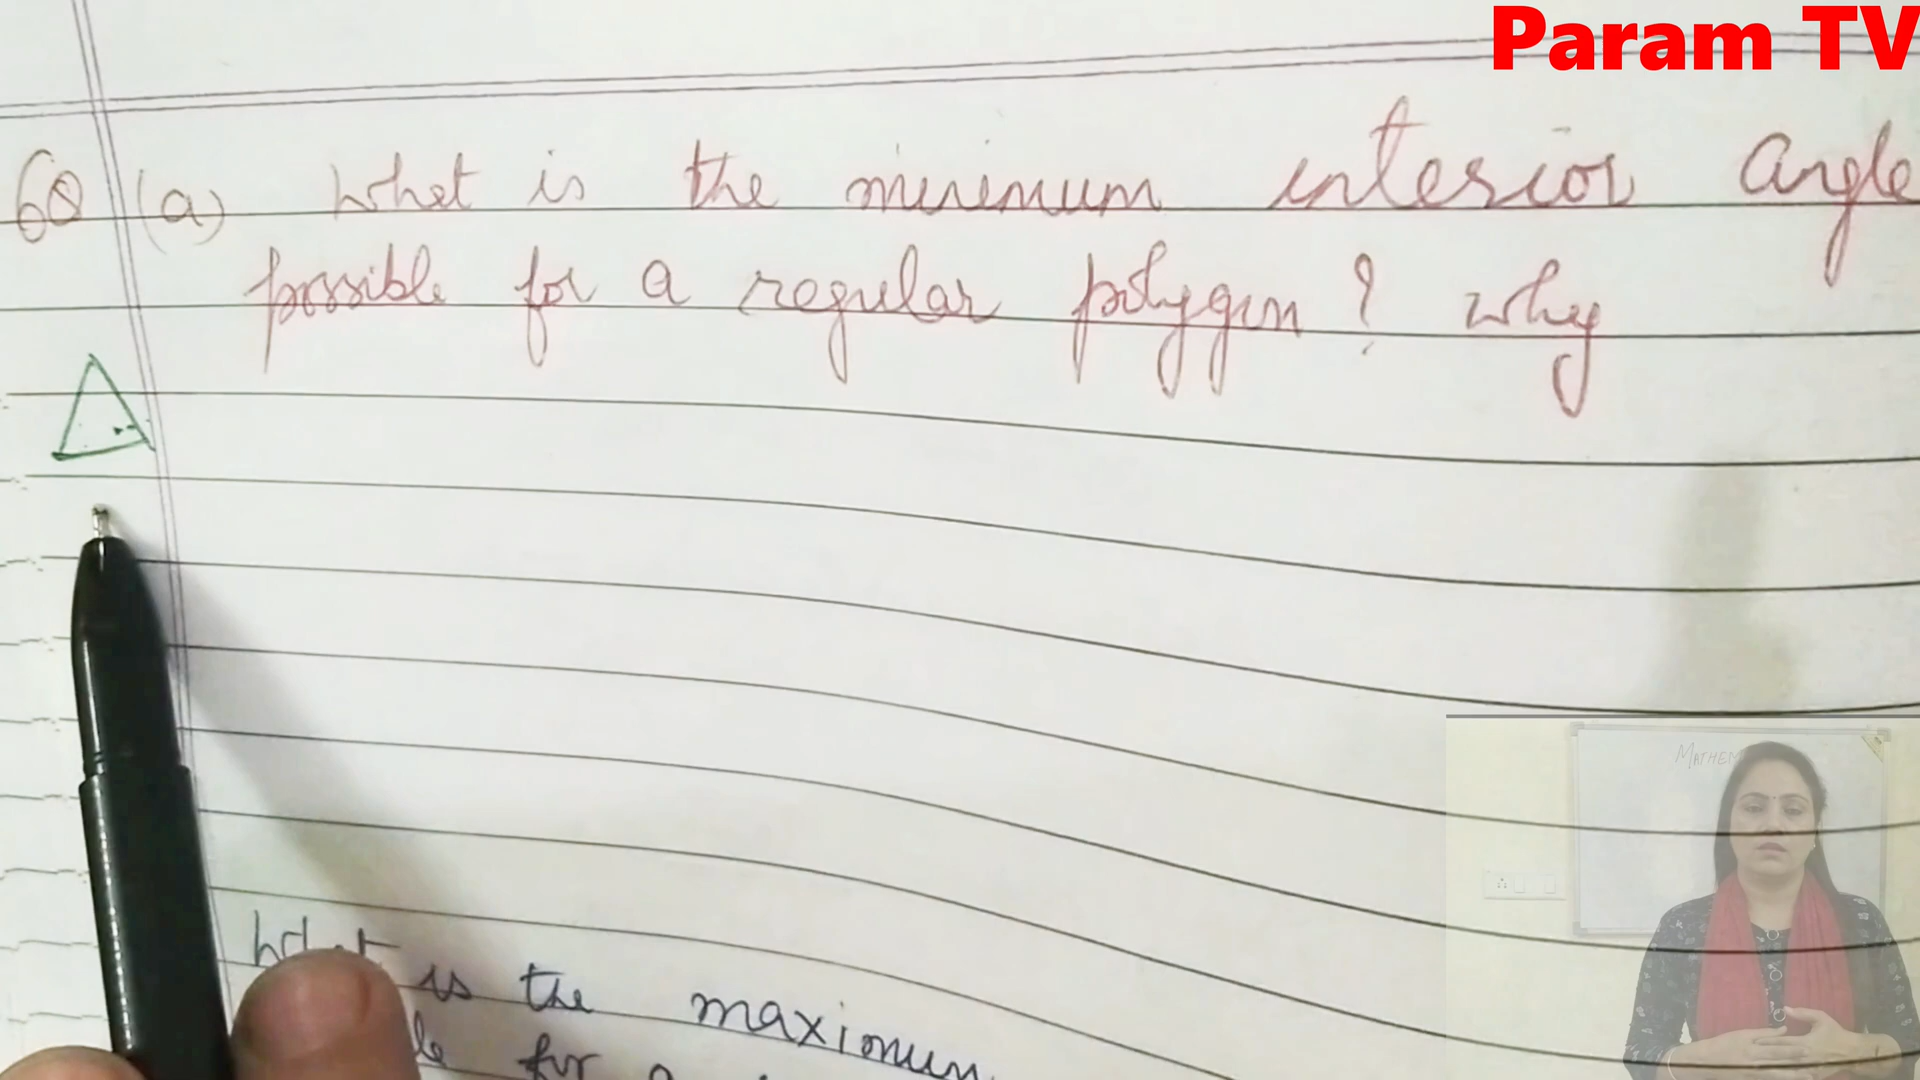 Param TV
6Q (a) What is the minimum interior angle
possible for a regular polygon? why
MATHEM
What is the maximum
for a